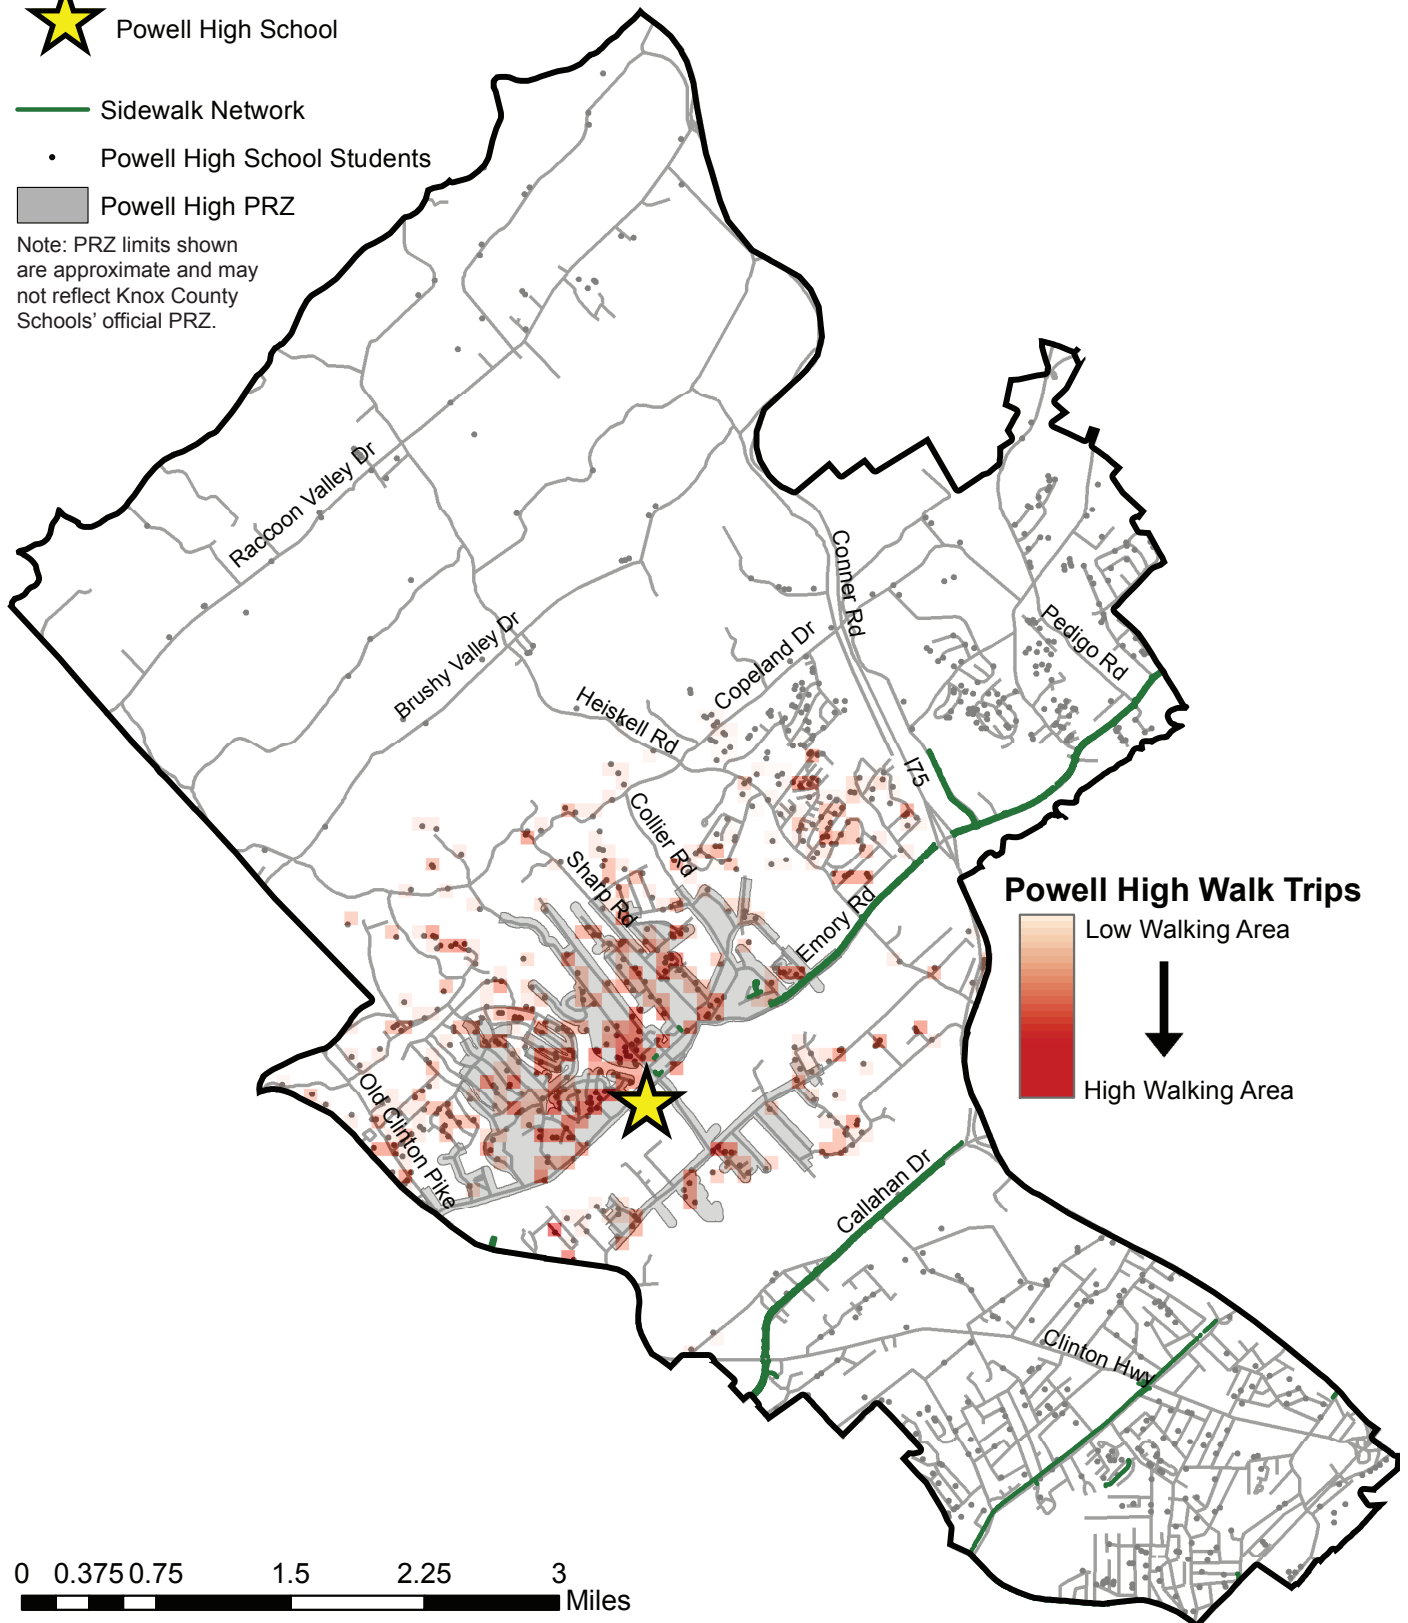 Powell High School
Sidewalk Network
Powell High School Students
Powell High PRZ
Note: PRZ limits shown
are approximate and may
not reflect Knox County
Schools’ official PRZ.
Raccoon Valley Dr
Conner Rd
Pedigo Rd
Brushy Valley Dr
Copeland Dr
Heiskell Rd
I75
Collier Rd
Sharp Rd
Emory Rd
Powell High Walk Trips
Low Walking Area
High Walking Area
Old Clinton Pike
Callahan Dr
Clinton Hwy
0 0.375 0.75 1.5 2.25 3
Miles